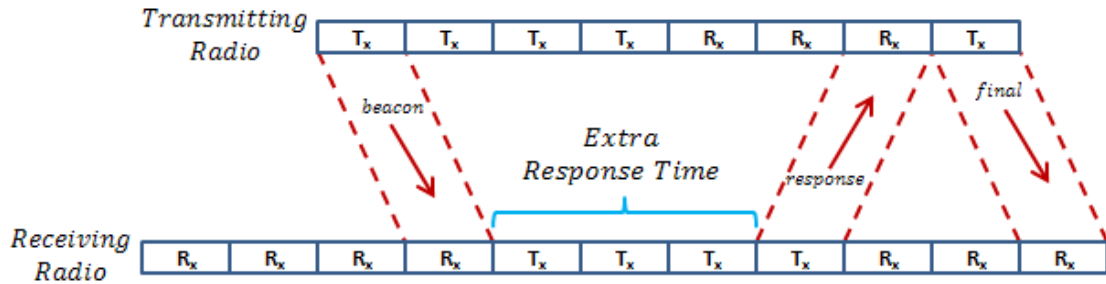 Transmitting
Radio
Tx Tx Tx Tx Rx Rx Rx Tx
beacon
final
Extra
Response Time
response
Receiving
Radio
Rx Rx Rx Rx Tx Tx Tx Tx Rx Rx Rx